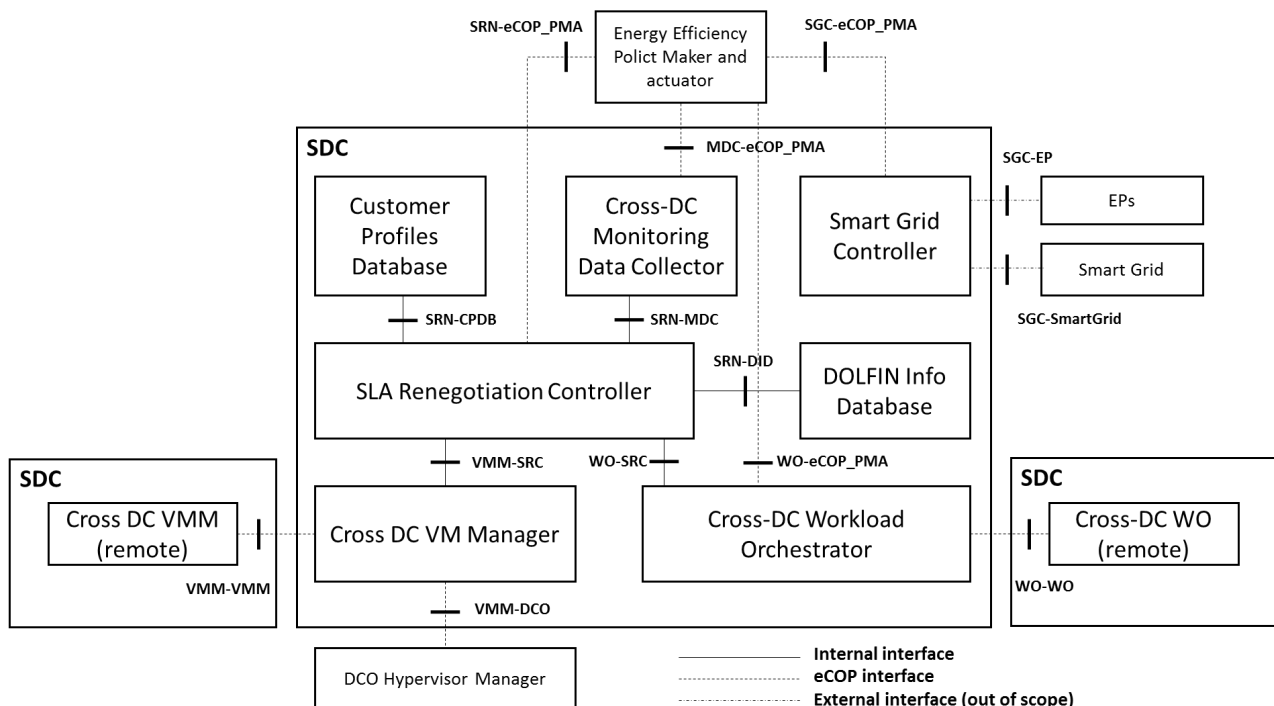 SRN-eCOP_PMA
Energy Efficiency
Polict Maker and
actuator
SGC-eCOP_PMA
SDC
MDC-eCOP_PMA
SGC-EP
Customer
Profiles
Database
Cross-DC
Monitoring
Data Collector
Smart Grid
Controller
EPs
Smart Grid
SGC-SmartGrid
SRN-CPDB
SRN-MDC
SRN-DID
SLA Renegotiation Controller
DOLFIN Info
Database
VMM-SRC
WO-SRC
WO-eCOP_PMA
SDC
Cross DC VMM
(remote)
VMM-VMM
Cross DC VM Manager
Cross-DC Workload
Orchestrator
SDC
Cross-DC WO
(remote)
WO-WO
VMM-DCO
DCO Hypervisor Manager
Internal interface
eCOP interface
External interface (out of scope)